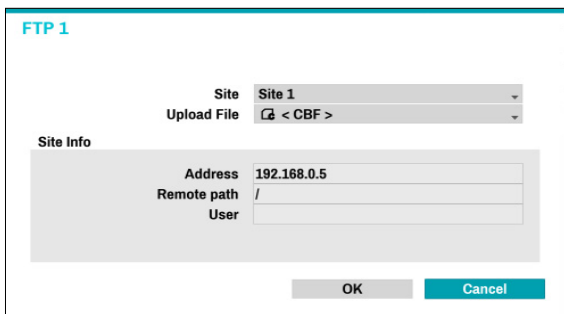 FTP 1
Site Site 1
Upload File < CBF >
Site Info
Address 192.168.0.5
Remote path /
User
OK Cancel